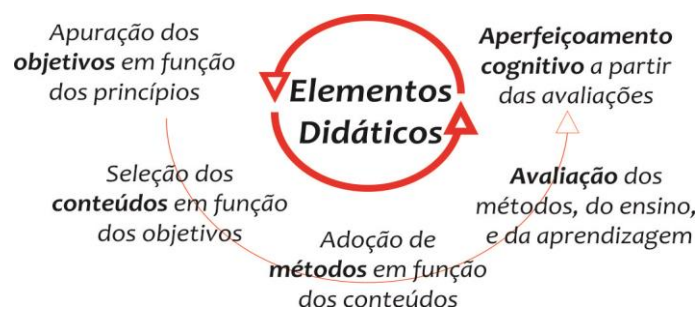 Apuração dos
objetivos em função
dos princípios
Seleção dos
conteúdos em função
dos objetivos
Adoção de
métodos em função
dos conteúdos
Avaliação dos
métodos, do ensino,
e da aprendizagem
Aperfeiçoamento
cognitivo a partir
das avaliações
Elementos
Didáticos